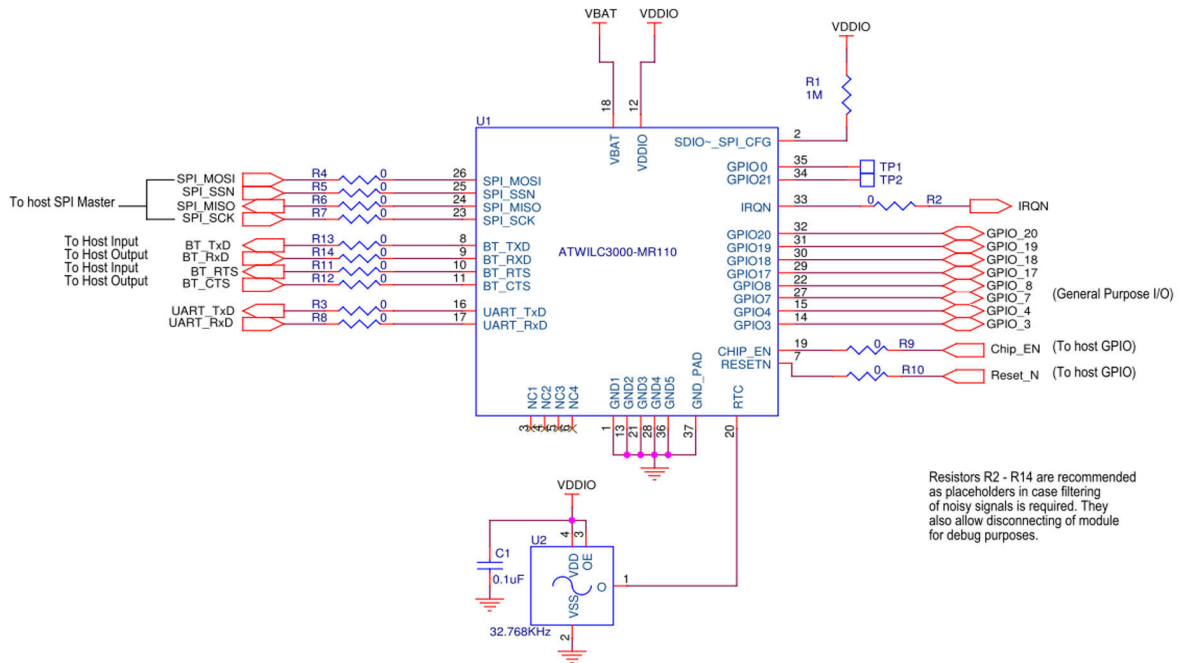 VBAT VDDIO
VDDIO
R1
1M
18
12
U1
VBAT
VDDIO
SDIO~_SPI_CFG 2
GPIO0 35 TP1
GPIO21 34 TP2
IRQN 33 0 R2 IRQN
To host SPI Master
SPI_MOSI R4 0 26 SPI_MOSI
SPI_SSN R5 0 25 SPI_SSN
SPI_MISO R6 0 24 SPI_MISO
SPI_SCK R7 0 23 SPI_SCK
To Host Input BT_TxD R13 0 8 BT_TXD
To Host Output BT_RxD R14 0 9 BT_RXD
To Host Input BT_RTS R11 0 10 BT_RTS
To Host Output BT_CTS R12 0 11 BT_CTS
UART_TxD R3 0 16 UART_TxD
UART_RxD R8 0 17 UART_RxD
ATWILC3000-MR110
GPIO20 32 GPIO_20
GPIO19 31 GPIO_19
GPIO18 30 GPIO_18
GPIO17 29 GPIO_17
GPIO8 22 GPIO_8
GPIO7 27 GPIO_7
GPIO4 15 GPIO_4
GPIO3 14 GPIO_3
(General Purpose I/O)
CHIP_EN 19 0 R9 Chip_EN (To host GPIO)
RESETN 7 0 R10 Reset_N (To host GPIO)
NC1 NC2 NC3 NC4
3 4 5 6
GND1 GND2 GND3 GND4 GND5 GND_PAD RTC
1 13 21 28 36 37 20
VDDIO
U2
4 3
VDD OE
C1
0.1uF
O 1
VSS
32.768KHz
2
Resistors R2 - R14 are recommended
as placeholders in case filtering
of noisy signals is required. They
also allow disconnecting of module
for debug purposes.